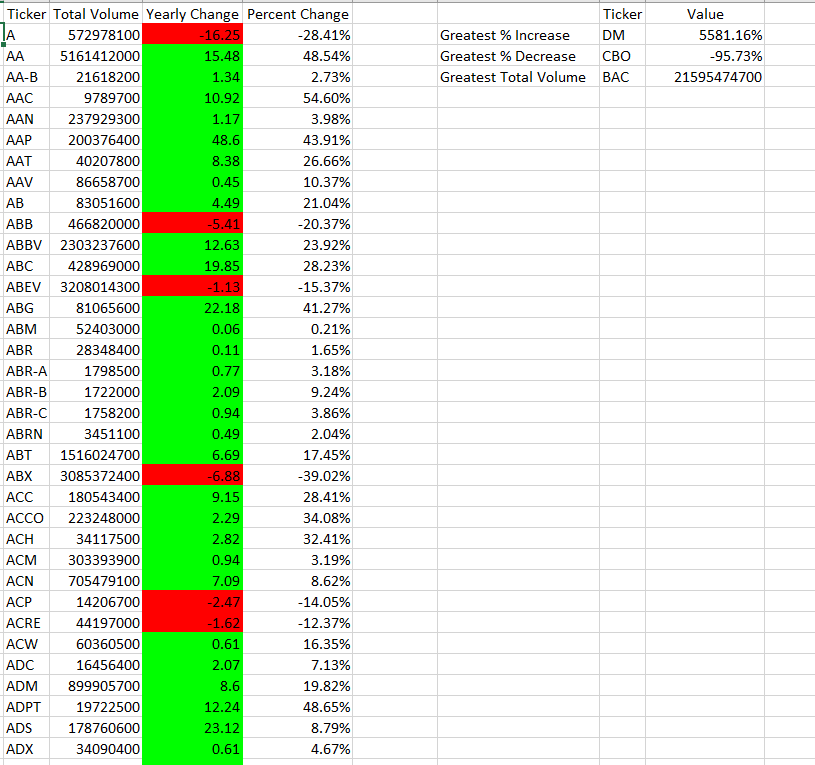 Ticker Total Volume Yearly Change Percent Change Ticker Value
A 572978100 -16.25 -28.41% Greatest % Increase DM 5581.16%
AA 5161412000 15.48 48.54% Greatest % Decrease CBO -95.73%
AA-B 21618200 1.34 2.73% Greatest Total Volume BAC 21595474700
AAC 9789700 10.92 54.60%
AAN 237929300 1.17 3.98%
AAP 200376400 48.6 43.91%
AAT 40207800 8.38 26.66%
AAV 86658700 0.45 10.37%
AB 83051600 4.49 21.04%
ABB 466820000 -5.41 -20.37%
ABBV 2303237600 12.63 23.92%
ABC 428969000 19.85 28.23%
ABEV 3208014300 -1.13 -15.37%
ABG 81065600 22.18 41.27%
ABM 52403000 0.06 0.21%
ABR 28348400 0.11 1.65%
ABR-A 1798500 0.77 3.18%
ABR-B 1722000 2.09 9.24%
ABR-C 1758200 0.94 3.86%
ABRN 3451100 0.49 2.04%
ABT 1516024700 6.69 17.45%
ABX 3085372400 -6.88 -39.02%
ACC 180543400 9.15 28.41%
ACCO 223248000 2.29 34.08%
ACH 34117500 2.82 32.41%
ACM 303393900 0.94 3.19%
ACN 705479100 7.09 8.62%
ACP 14206700 -2.47 -14.05%
ACRE 44197000 -1.62 -12.37%
ACW 60360500 0.61 16.35%
ADC 16456400 2.07 7.13%
ADM 899905700 8.6 19.82%
ADPT 19722500 12.24 48.65%
ADS 178760600 23.12 8.79%
ADX 34090400 0.61 4.67%